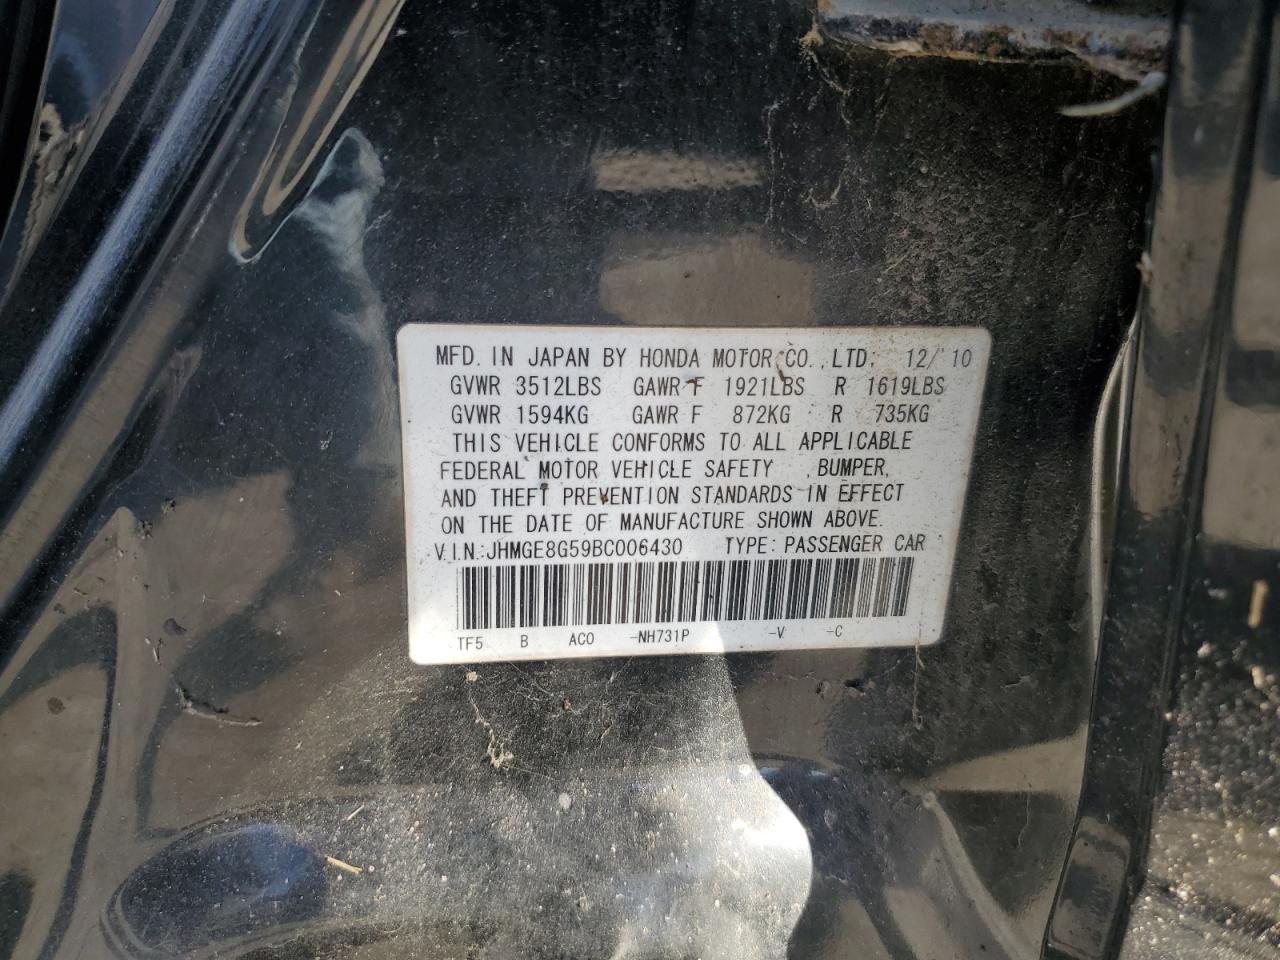 MFD. IN JAPAN BY HONDA MOTOR CO.,LTD; 12/'10
GVWR 3512LBS GAWR F 1921LBS R 1619LBS
GVWR 1594KG GAWR F 872KG R 735KG
THIS VEHICLE CONFORMS TO ALL APPLICABLE
FEDERAL MOTOR VEHICLE SAFETY ,BUMPER,
AND THEFT PREVENTION STANDARDS IN EFFECT
ON THE DATE OF MANUFACTURE SHOWN ABOVE.
V.I.N.:JHMGE8G59BC006430 TYPE:PASSENGER CAR
TF5 B AC0 -NH731P -V -C